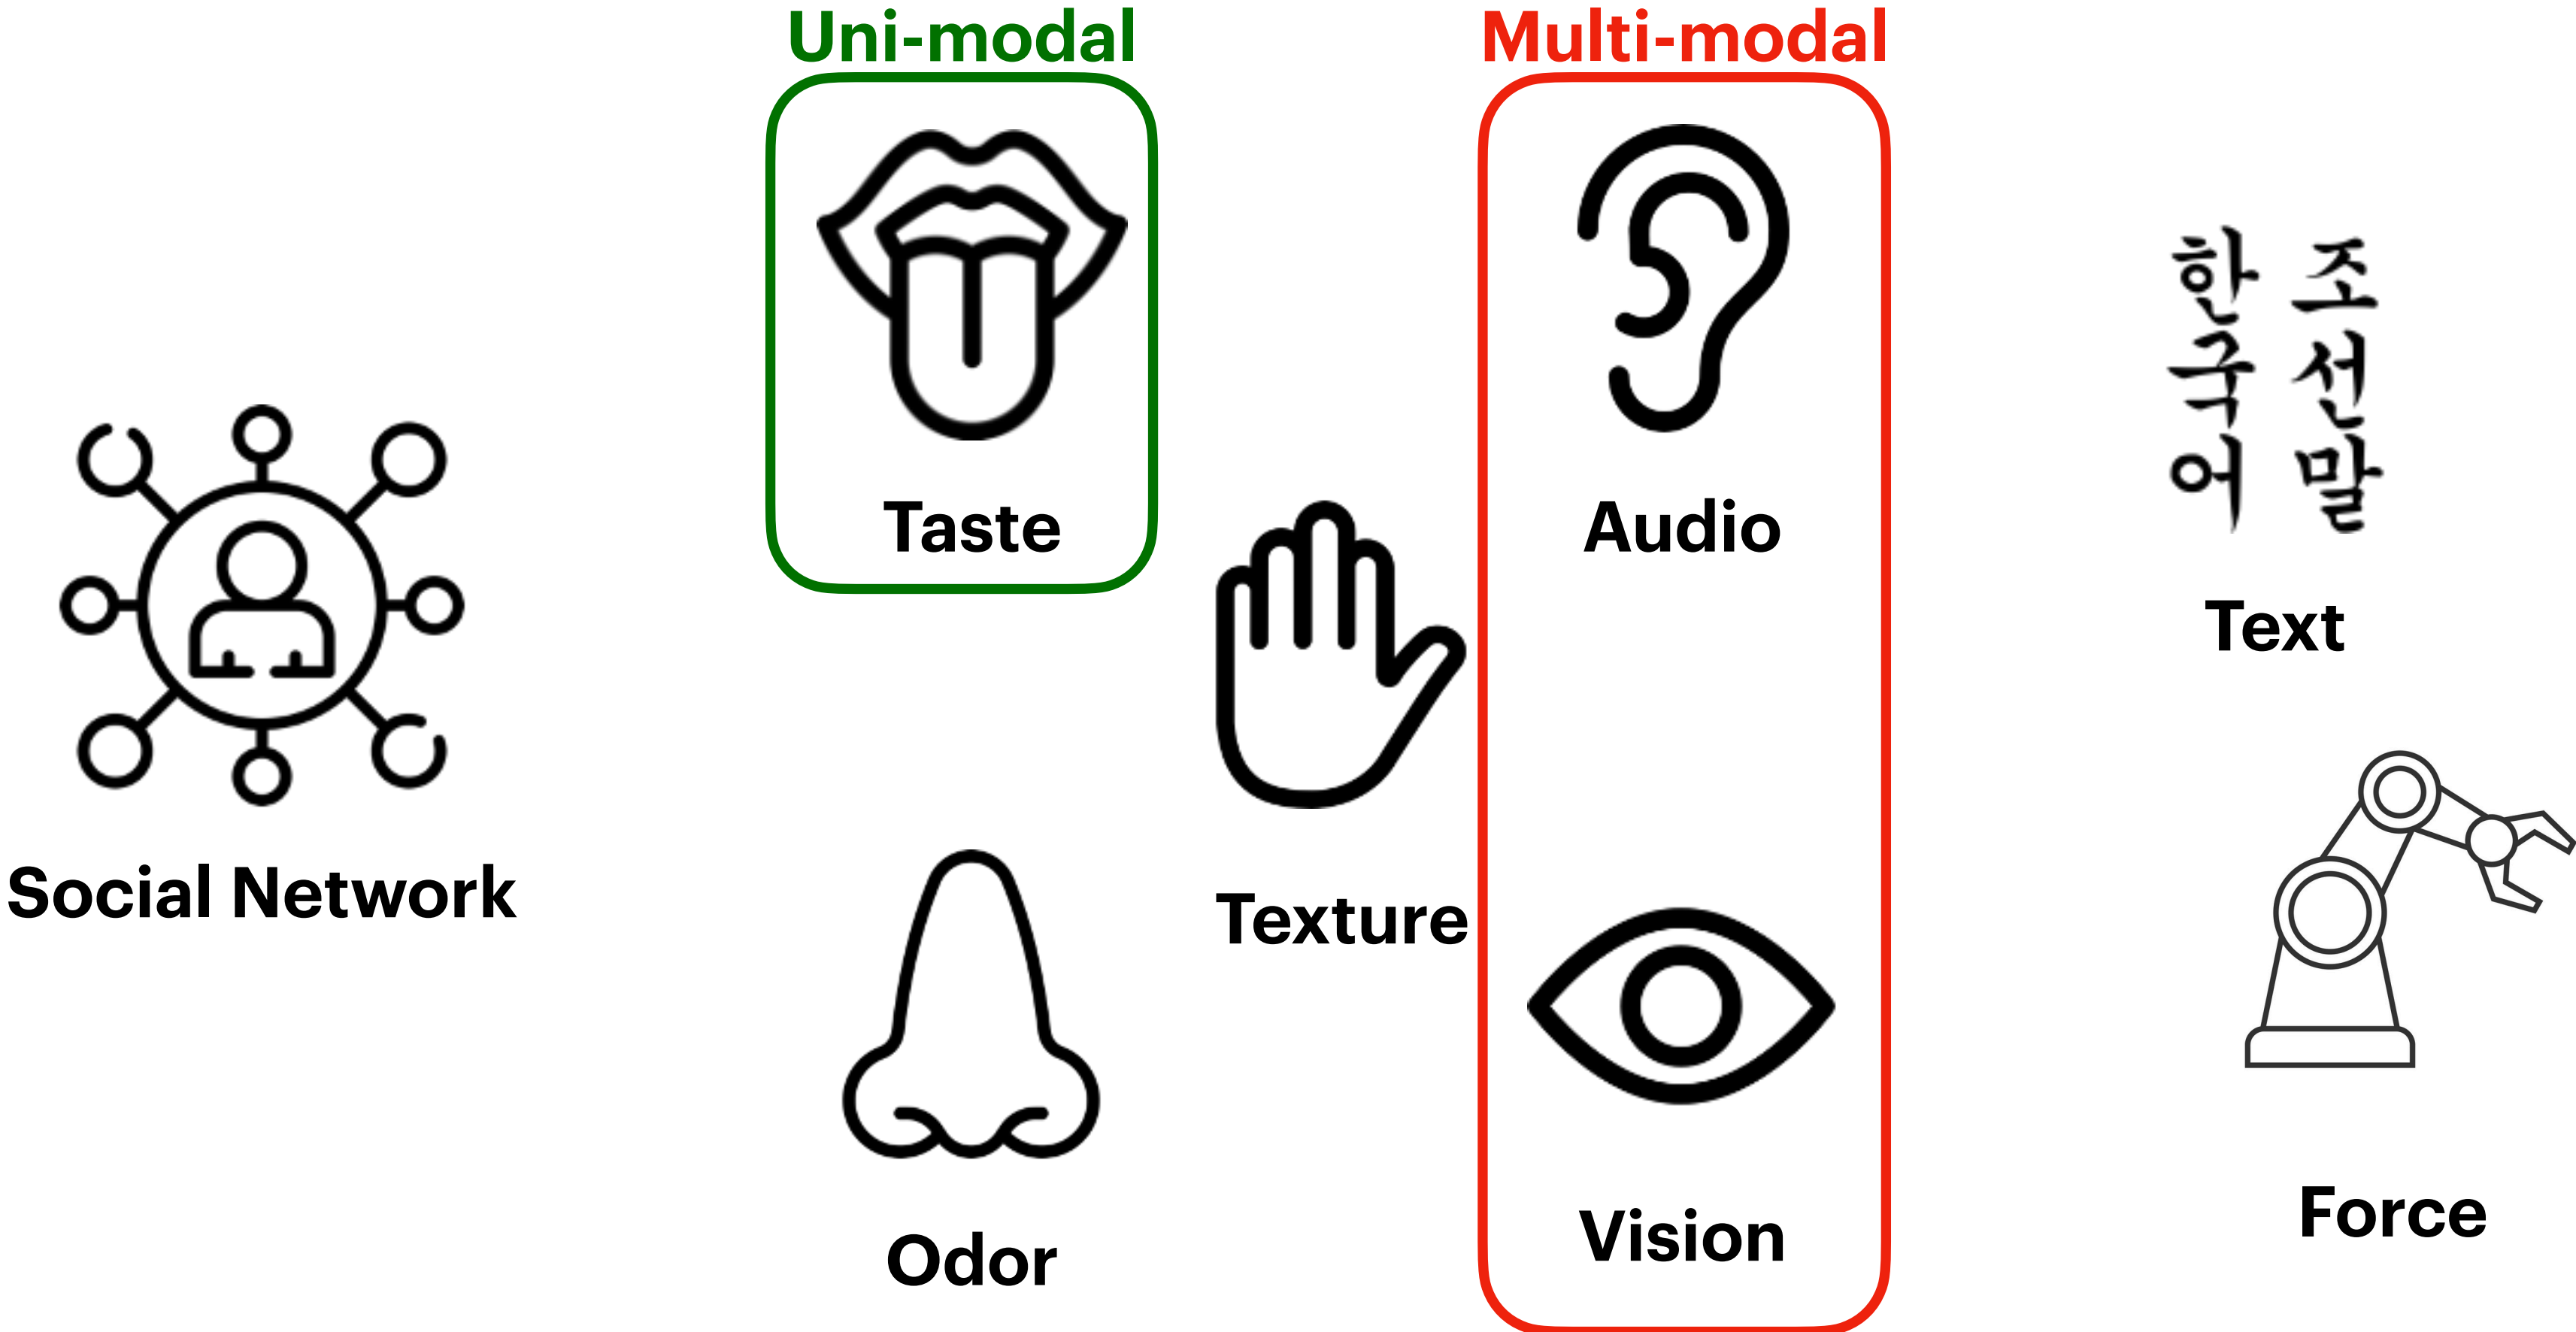 Uni-modal
Multi-modal
Taste
Audio
조선말
한국어
Text
Social Network
Texture
Odor
Vision
Force